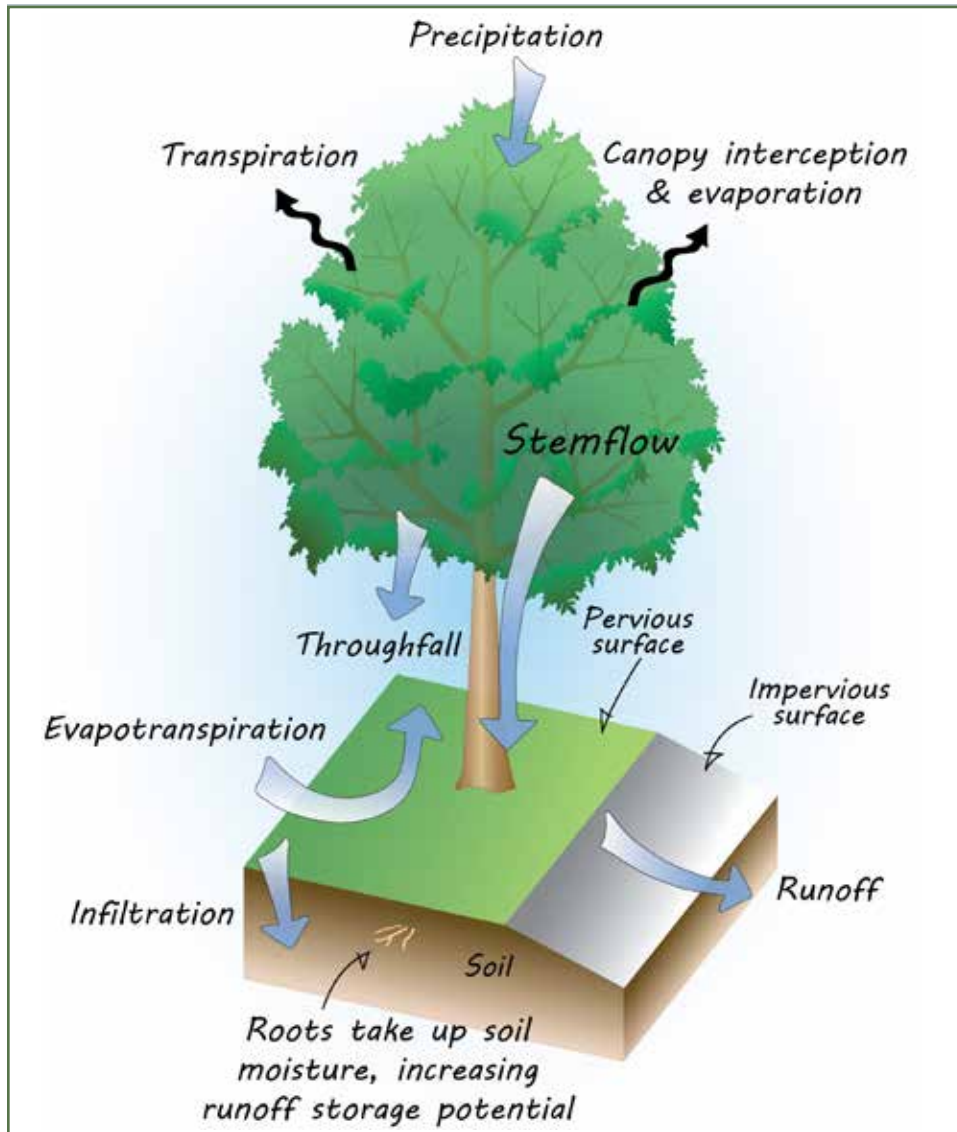 Precipitation
Transpiration
Canopy interception
& evaporation
Stemflow
Throughfall
Pervious
surface
Impervious
surface
Evapotranspiration
Infiltration
Runoff
Soil
Roots take up soil
moisture, increasing
runoff storage potential